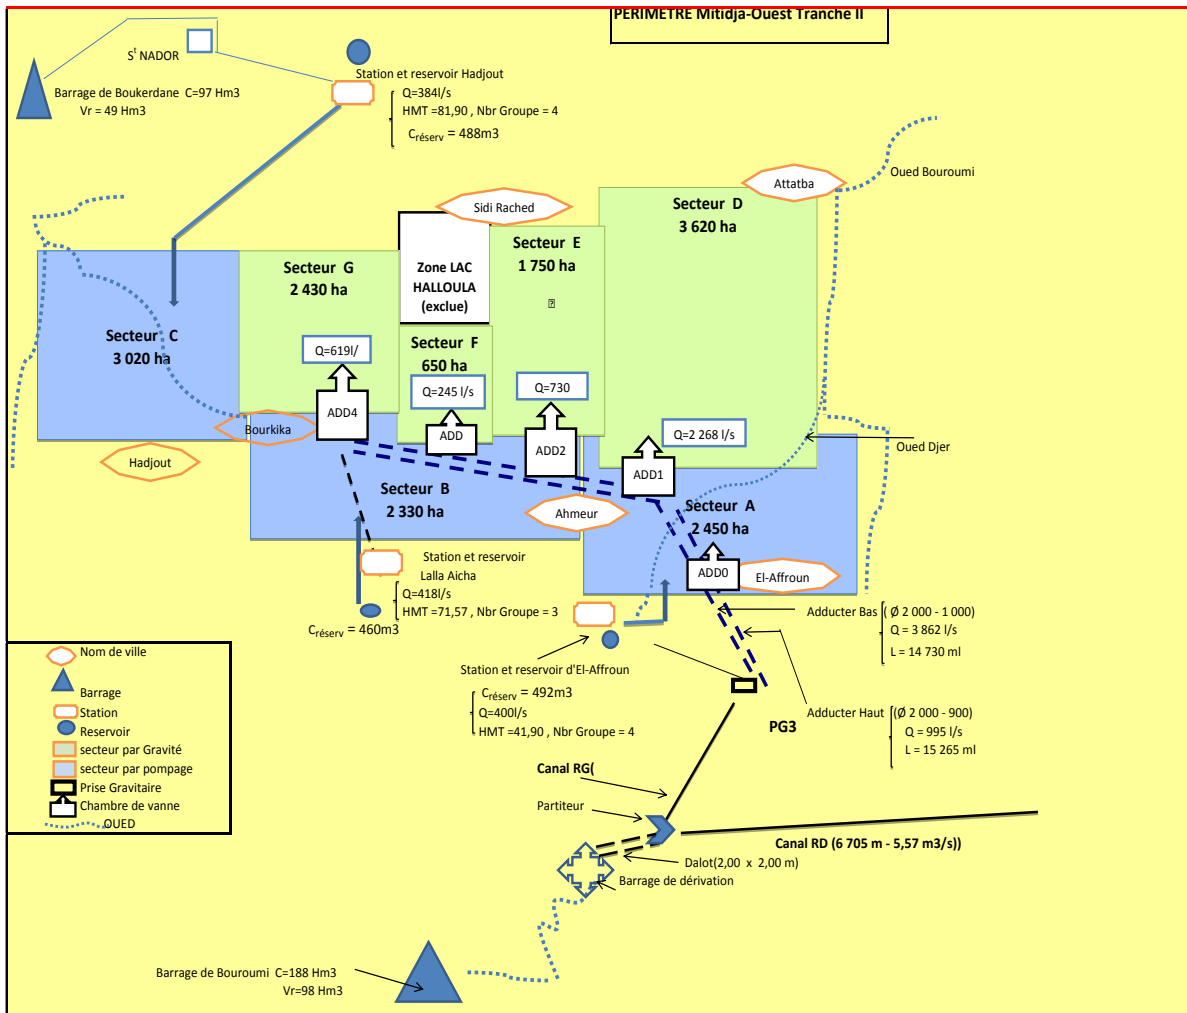 PERIMETRE Mitidja-Ouest Tranche II
Sᵗ NADOR
Barrage de Boukerdane C=97 Hm3
Vr = 49 Hm3
Station et reservoir Hadjout
Q=384l/s
HMT =81,90 , Nbr Groupe = 4
Créserv = 488m3
Oued Bouroumi
Attatba
Sidi Rached
Secteur D
3 620 ha
Secteur E
1 750 ha
Secteur G
2 430 ha
Zone LAC
HALLOULA
(exclue)
Secteur C
3 020 ha
Secteur F
650 ha
Q=619l/
Q=245 l/s
Q=730
Q=2 268 l/s
ADD4
ADD
ADD2
ADD1
Bourkika
Hadjout
Oued Djer
Secteur B
2 330 ha
Ahmeur
Secteur A
2 450 ha
ADD0
El-Affroun
Station et reservoir
Lalla Aicha
Q=418l/s
HMT =71,57 , Nbr Groupe = 3
Créserv = 460m3
Adducter Bas ( Ø 2 000 - 1 000)
Q = 3 862 l/s
L = 14 730 ml
Station et reservoir d'El-Affroun
Créserv = 492m3
Q=400l/s
HMT =41,90 , Nbr Groupe = 4
PG3
Adducter Haut (Ø 2 000 - 900)
Q = 995 l/s
L = 15 265 ml
Nom de ville
Barrage
Station
Reservoir
secteur par Gravité
secteur par pompage
Prise Gravitaire
Chambre de vanne
OUED
Canal RG(
Partiteur
Canal RD (6 705 m - 5,57 m3/s))
Dalot(2,00 x 2,00 m)
Barrage de dérivation
Barrage de Bouroumi C=188 Hm3
Vr=98 Hm3